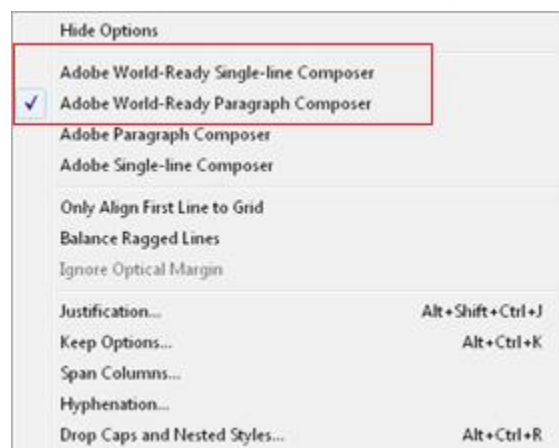 Hide Options
Adobe World-Ready Single-line Composer
Adobe World-Ready Paragraph Composer
Adobe Paragraph Composer
Adobe Single-line Composer
Only Align First Line to Grid
Balance Ragged Lines
Ignore Optical Margin
Justification... Alt+Shift+Ctrl+J
Keep Options... Alt+Ctrl+K
Span Columns...
Hyphenation...
Drop Caps and Nested Styles... Alt+Ctrl+R